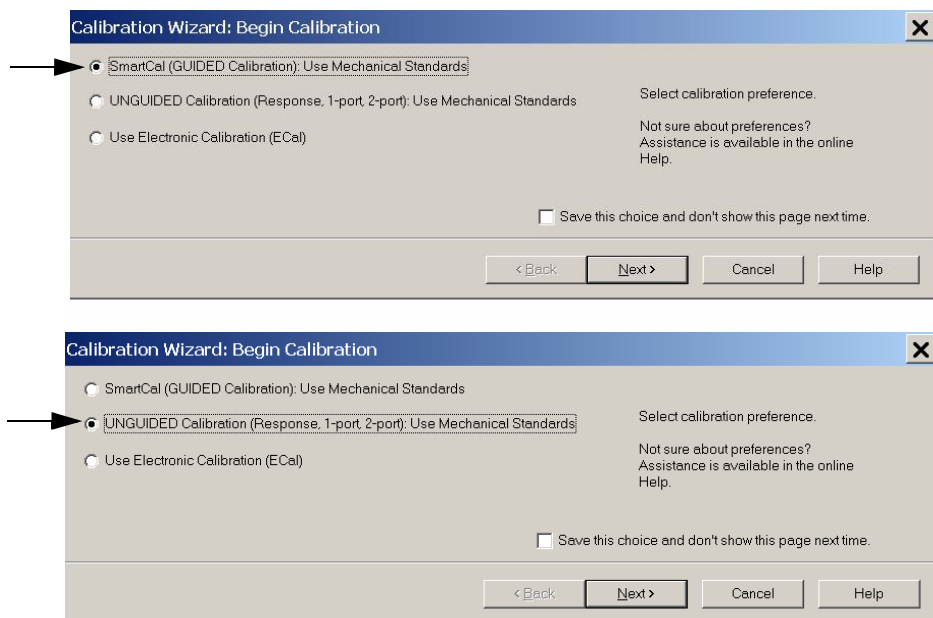 Calibration Wizard: Begin Calibration
SmartCal (GUIDED Calibration): Use Mechanical Standards
UNGUIDED Calibration (Response, 1-port, 2-port): Use Mechanical Standards
Use Electronic Calibration (ECal)
Select calibration preference.
Not sure about preferences?
Assistance is available in the online
Help.
Save this choice and don't show this page next time.
< Back
Next >
Cancel
Help
Calibration Wizard: Begin Calibration
SmartCal (GUIDED Calibration): Use Mechanical Standards
UNGUIDED Calibration (Response, 1-port, 2-port): Use Mechanical Standards
Use Electronic Calibration (ECal)
Select calibration preference.
Not sure about preferences?
Assistance is available in the online
Help.
Save this choice and don't show this page next time.
< Back
Next >
Cancel
Help